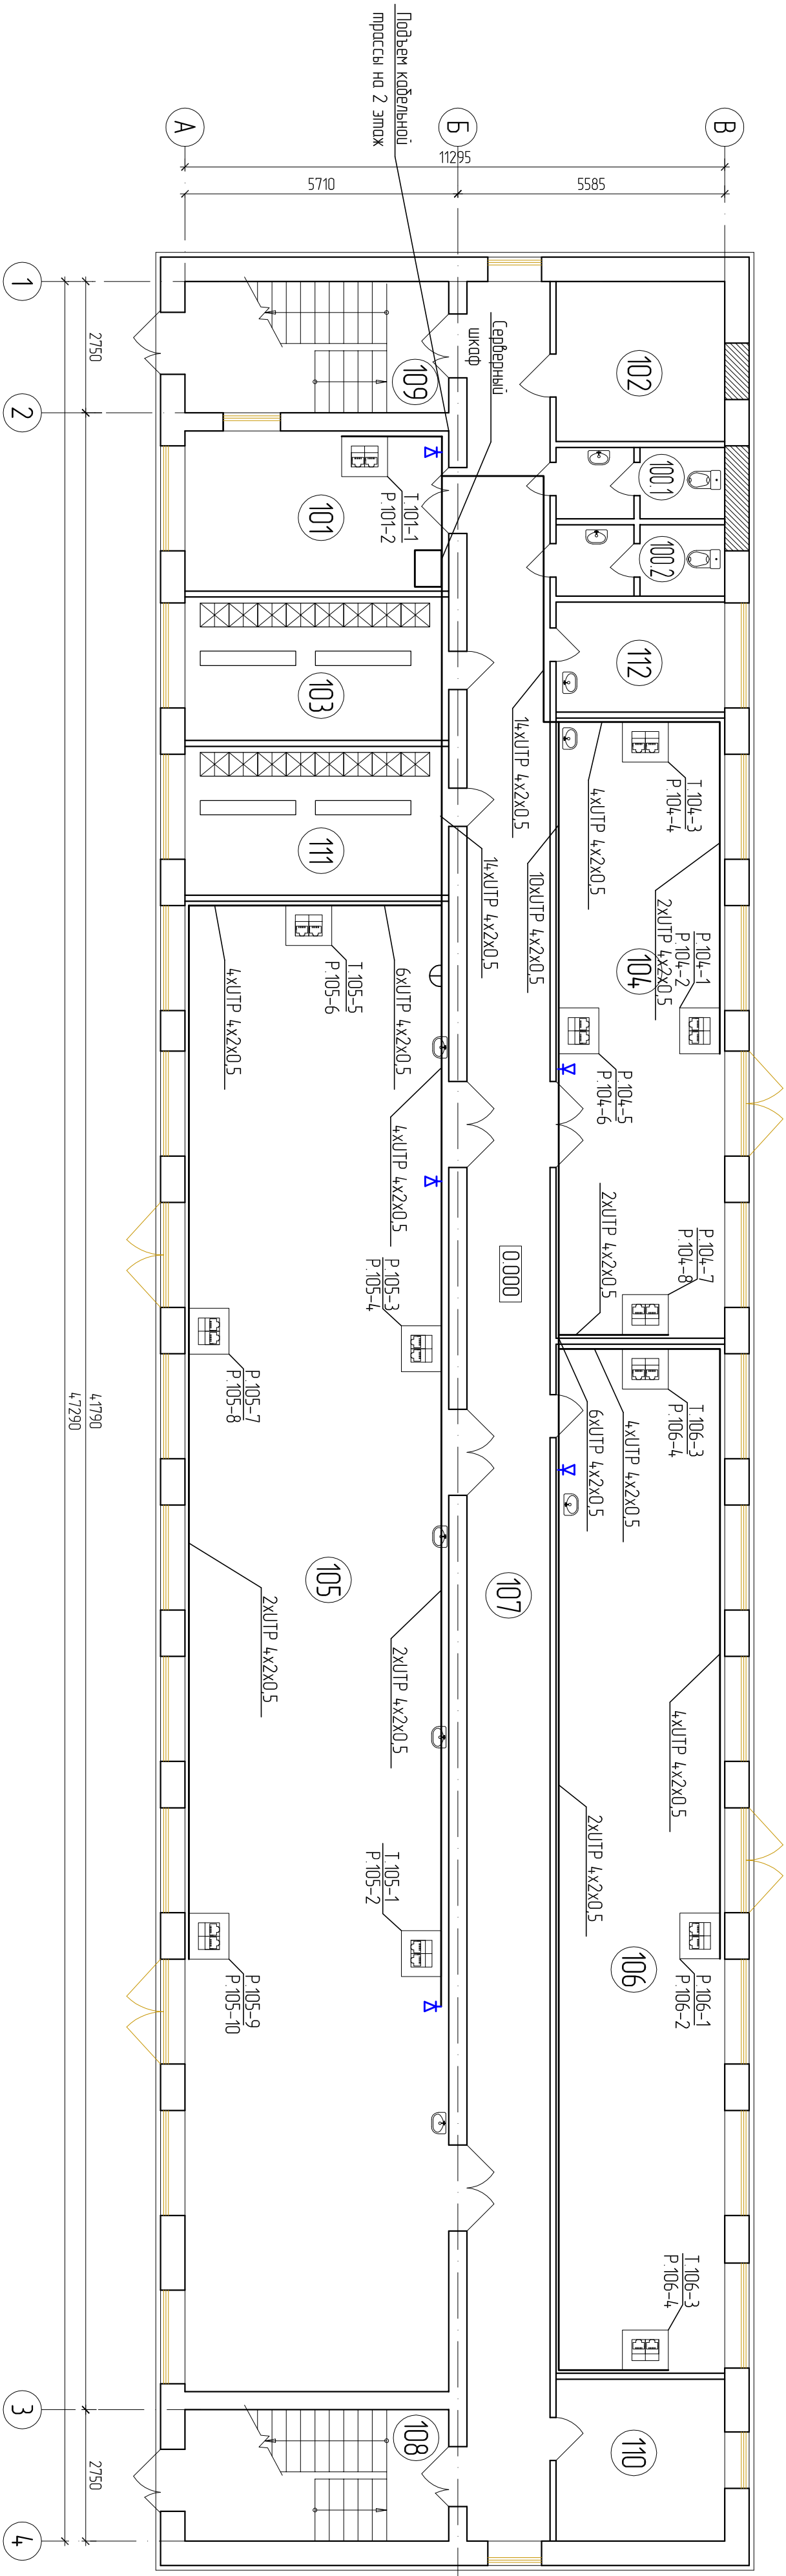 Подъем кабельной
трассы на 2 этаж
А
Б
В
11295
5710
5585
1
2
3
4
2750
41790
47290
2750
Серверный
шкаф
109
102
100.1
100.2
112
101
103
111
Т.101-1
Р.101-2
14xUTP 4x2x0,5
14xUTP 4x2x0,5
10xUTP 4x2x0,5
4xUTP 4x2x0,5
Т.104-3
Р.104-4
2xUTP 4x2x0,5
104
Р.104-1
Р.104-2
Р.104-5
Р.104-6
2xUTP 4x2x0,5
Р.104-7
Р.104-8
6xUTP 4x2x0,5
4xUTP 4x2x0,5
Т.106-3
Р.106-4
4xUTP 4x2x0,5
2xUTP 4x2x0,5
106
Р.106-1
Р.106-2
Т.106-3
Р.106-4
110
0.000
107
4xUTP 4x2x0,5
6xUTP 4x2x0,5
Т.105-5
Р.105-6
4xUTP 4x2x0,5
Р.105-3
Р.105-4
Р.105-7
Р.105-8
105
2xUTP 4x2x0,5
2xUTP 4x2x0,5
Т.105-1
Р.105-2
Р.105-9
Р.105-10
108